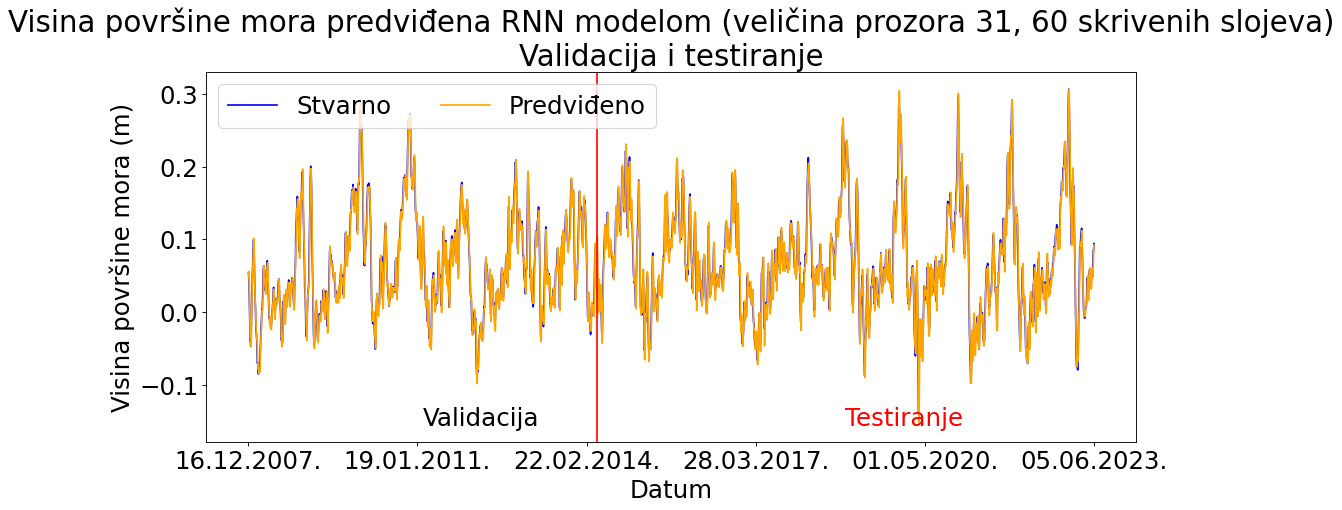 Visina površine mora predviđena RNN modelom (veličina prozora 31, 60 skrivenih slojeva)
Validacija i testiranje
Stvarno
Predviđeno
Visina površine mora (m)
0.3
0.2
0.1
0.0
−0.1
Validacija
Testiranje
16.12.2007.
19.01.2011.
22.02.2014.
28.03.2017.
01.05.2020.
05.06.2023.
Datum